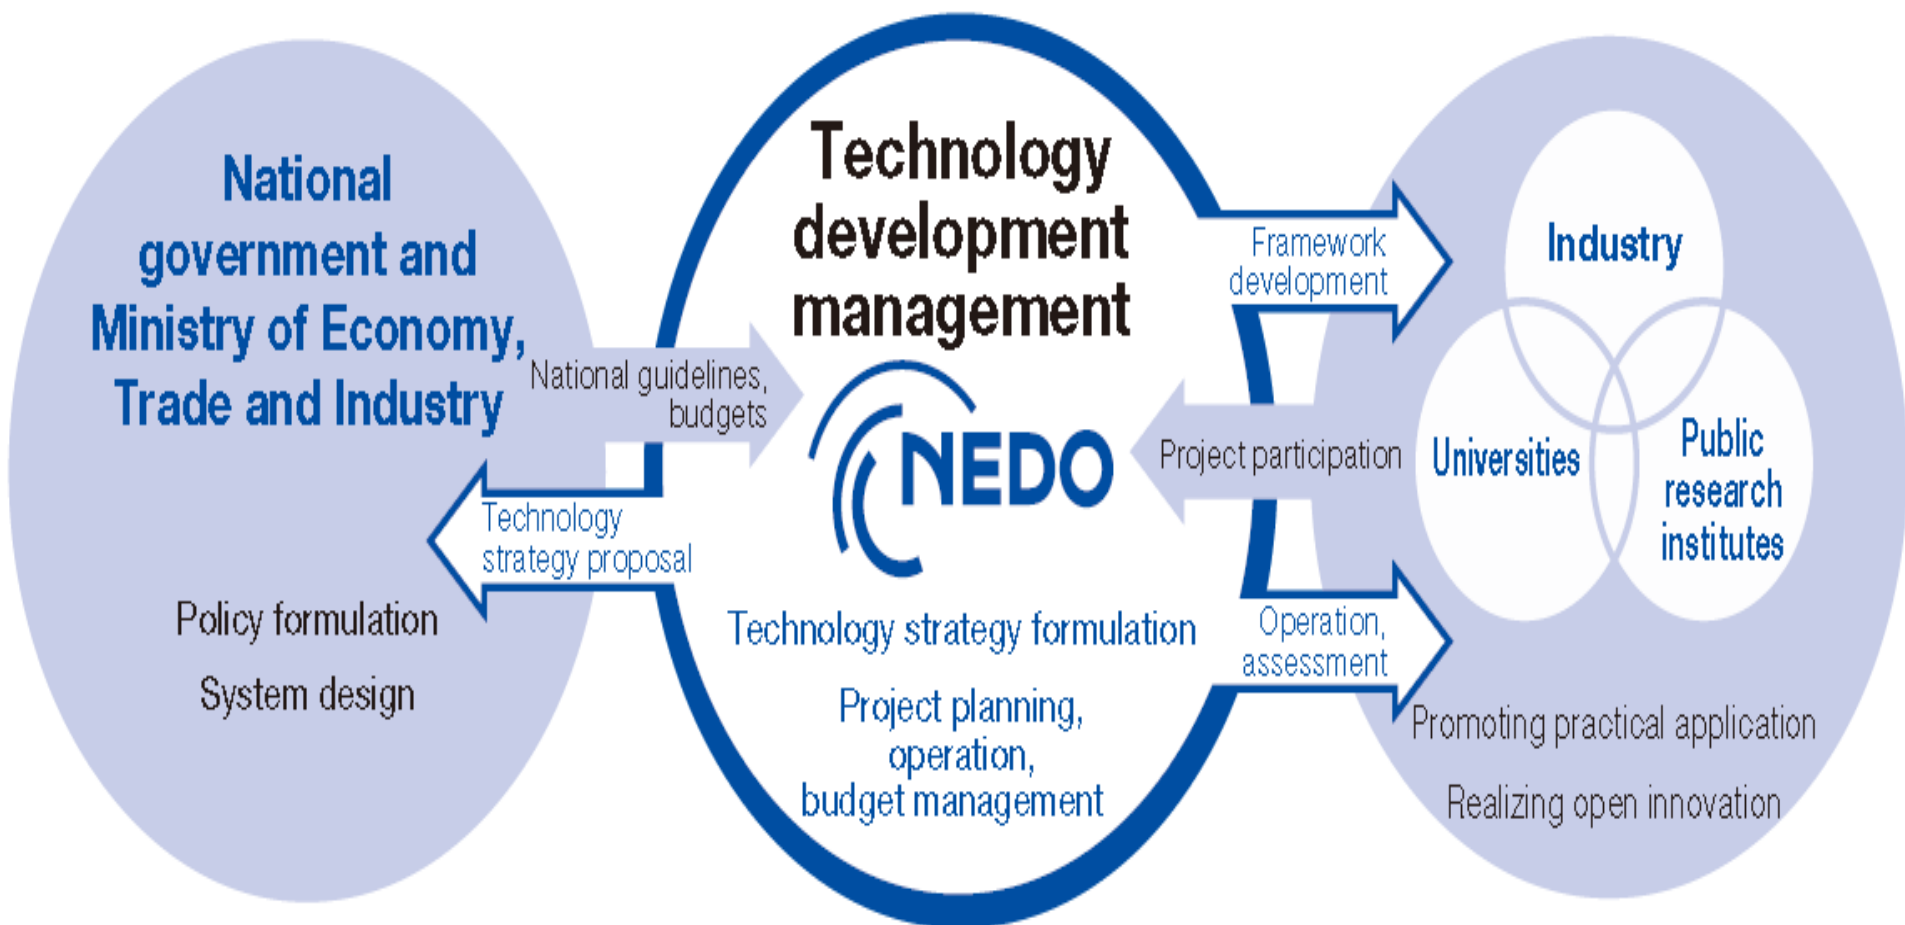 National
government and
Ministry of Economy,
Trade and Industry
National guidelines,
budgets
Technology
strategy proposal
Policy formulation
System design
Technology
development
management
NEDO
Technology strategy formulation
Project planning,
operation,
budget management
Framework
development
Project participation
Operation,
assessment
Industry
Universities
Public
research
institutes
Promoting practical application
Realizing open innovation